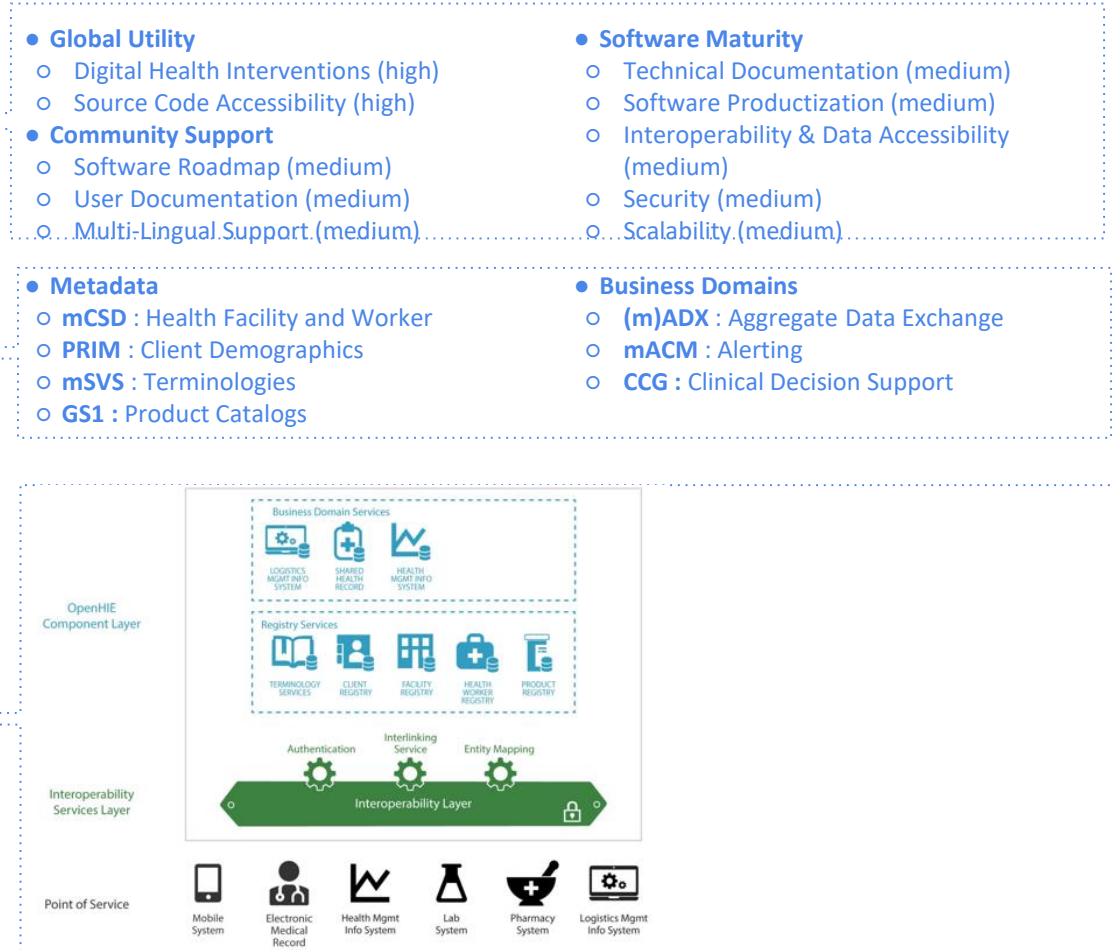 ● Global Utility
○ Digital Health Interventions (high)
○ Source Code Accessibility (high)
● Community Support
○ Software Roadmap (medium)
○ User Documentation (medium)
○ Multi-Lingual Support (medium)
● Software Maturity
○ Technical Documentation (medium)
○ Software Productization (medium)
○ Interoperability & Data Accessibility
(medium)
○ Security (medium)
○ Scalability (medium)
● Metadata
○ mCSD : Health Facility and Worker
○ PRIM : Client Demographics
○ mSVS : Terminologies
○ GS1 : Product Catalogs
● Business Domains
○ (m)ADX : Aggregate Data Exchange
○ mACM : Alerting
○ CCG : Clinical Decision Support
OpenHIE
Component Layer
Business Domain Services
LOGISTICS
MGMT INFO
SYSTEM
SHARED
HEALTH
RECORD
HEALTH
MGMT INFO
SYSTEM
Registry Services
TERMINOLOGY
SERVICES
CLIENT
REGISTRY
FACILITY
REGISTRY
HEALTH
WORKER
REGISTRY
PRODUCT
REGISTRY
Interoperability
Services Layer
Authentication
Interlinking
Service
Entity Mapping
Interoperability Layer
Point of Service
Mobile
System
Electronic
Medical
Record
Health Mgmt
Info System
Lab
System
Pharmacy
System
Logistics Mgmt
Info System